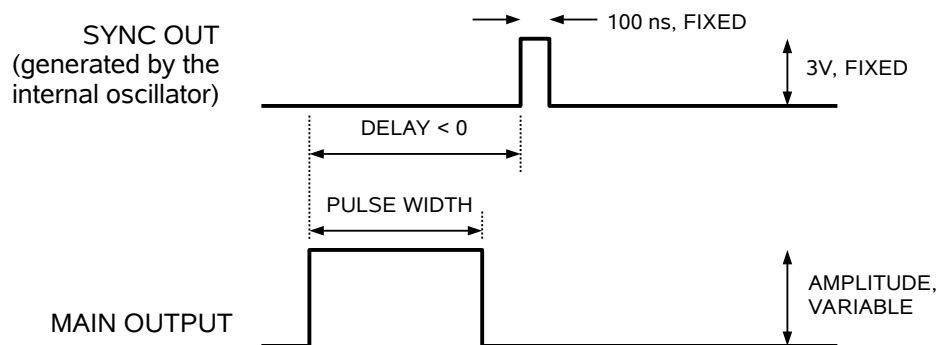 SYNC OUT
(generated by the
internal oscillator)
100 ns, FIXED
3V, FIXED
DELAY < 0
PULSE WIDTH
MAIN OUTPUT
AMPLITUDE,
VARIABLE